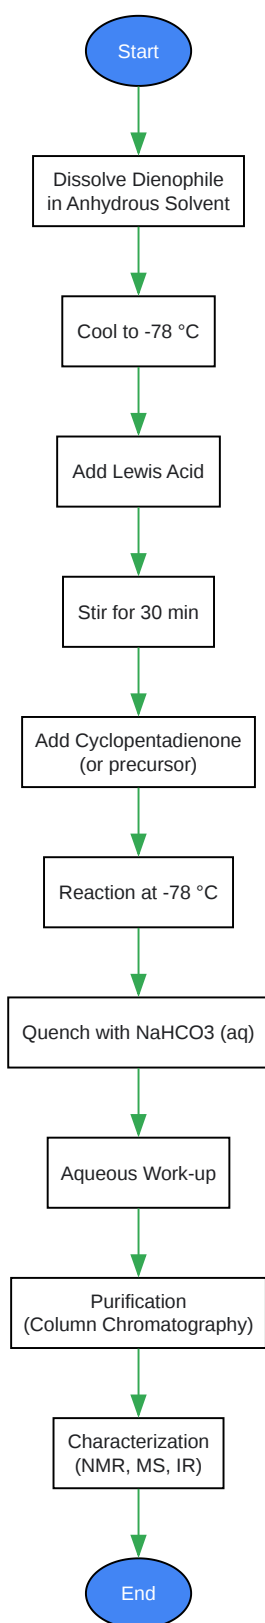 Start
Dissolve Dienophile
in Anhydrous Solvent
Cool to -78 °C
Add Lewis Acid
Stir for 30 min
Add Cyclopentadienone
(or precursor)
Reaction at -78 °C
Quench with NaHCO3 (aq)
Aqueous Work-up
Purification
(Column Chromatography)
Characterization
(NMR, MS, IR)
End